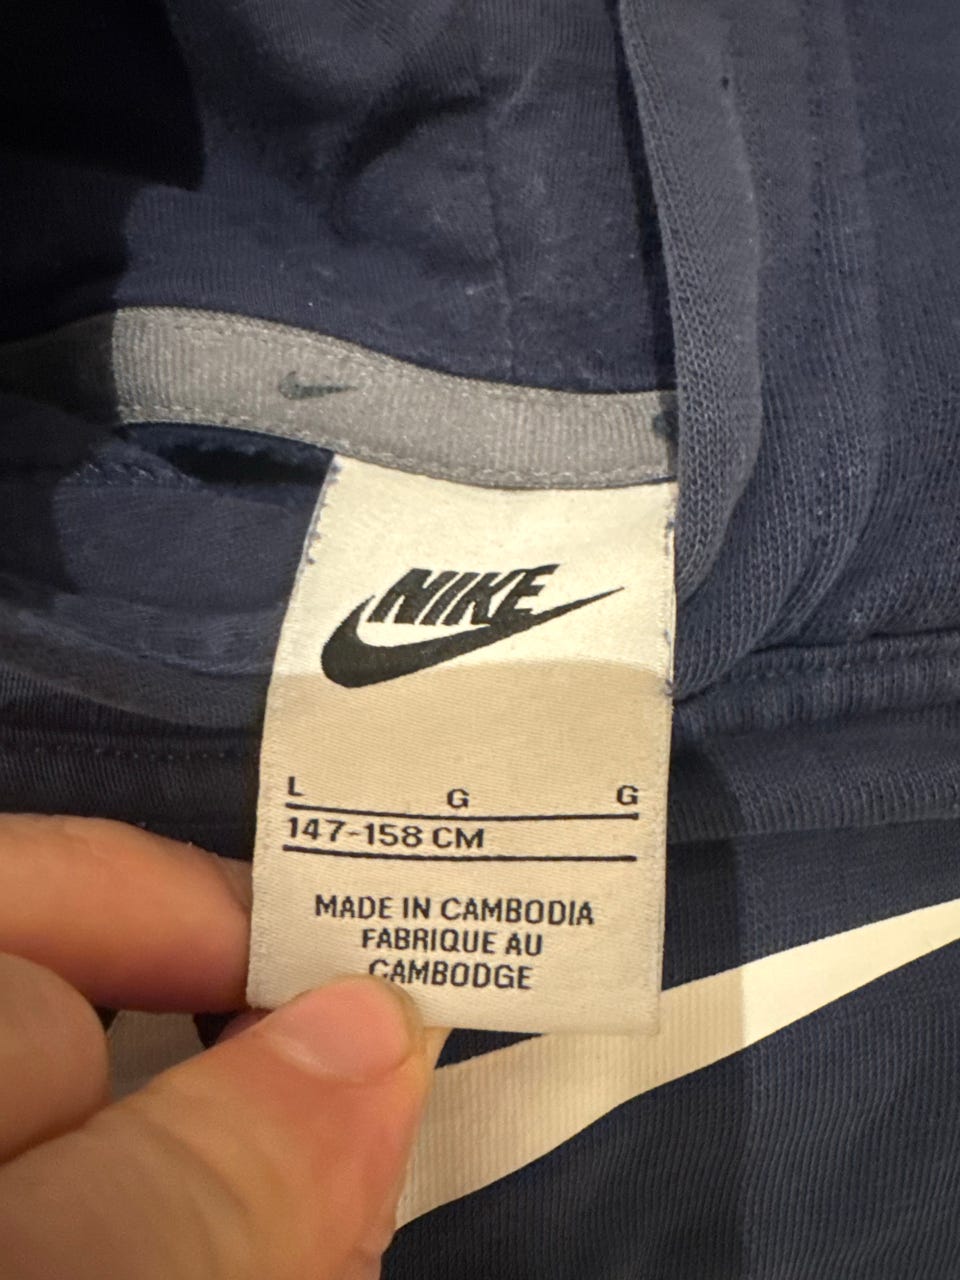 NIKE
L G G
147-158 CM
MADE IN CAMBODIA
FABRIQUE AU
CAMBODGE